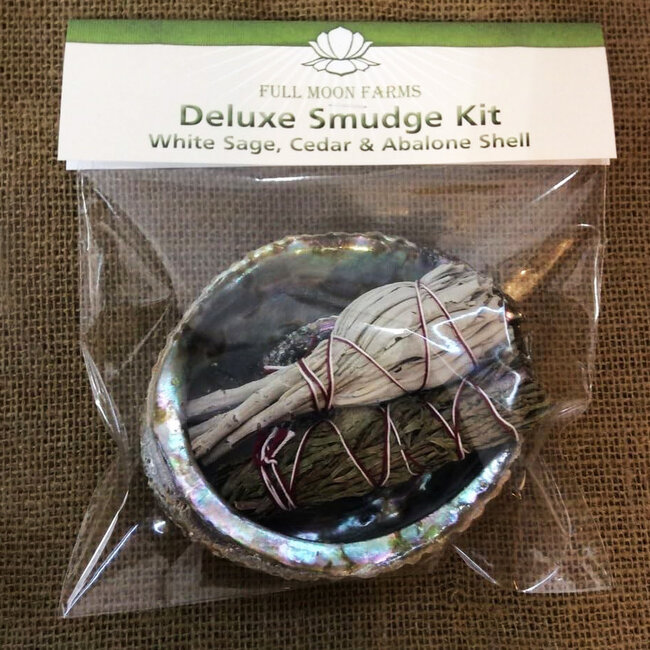 FULL MOON FARMS
Deluxe Smudge Kit
White Sage, Cedar & Abalone Shell